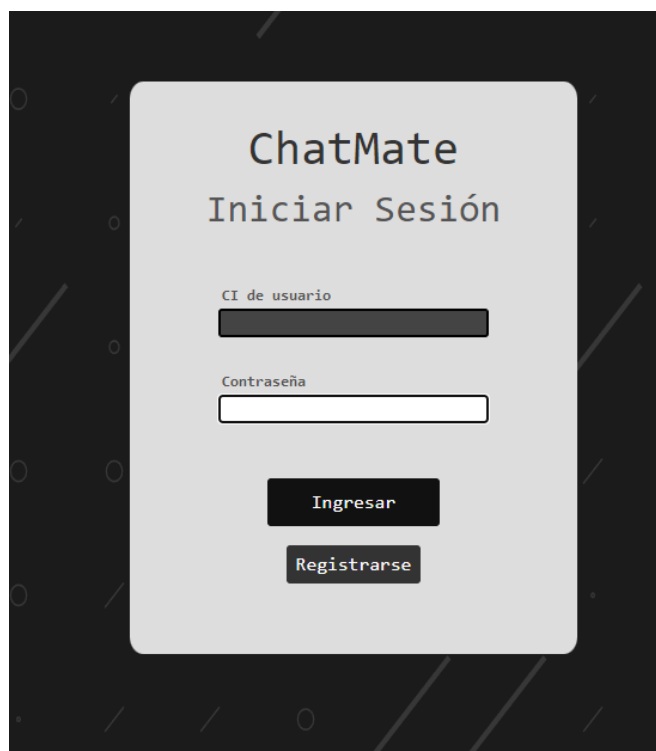 ChatMate
Iniciar Sesión
CI de usuario
Contraseña
Ingresar
Registrarse